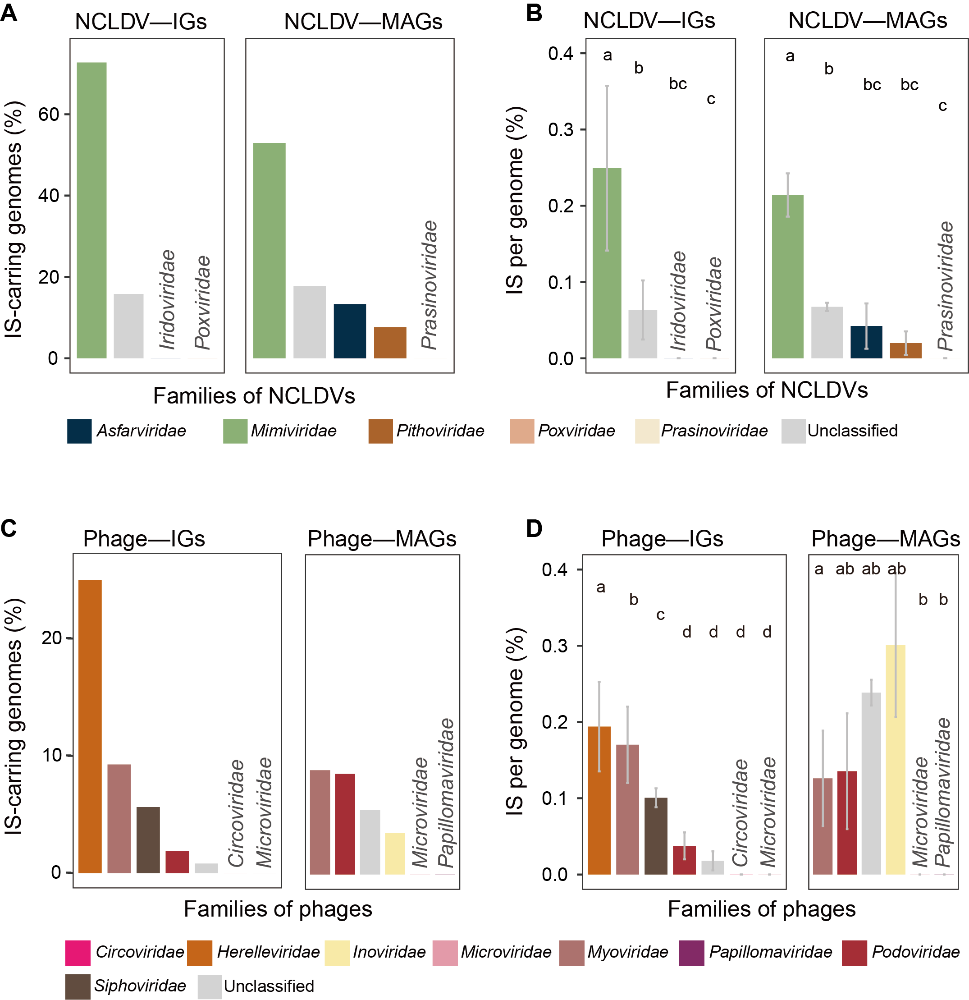 A
NCLDV—IGs
NCLDV—MAGs
IS-carring genomes (%)
60
40
20
0
Iridoviridae
Poxviridae
Prasinoviridae
Families of NCLDVs
B
NCLDV—IGs
NCLDV—MAGs
IS per genome (%)
0.4
0.3
0.2
0.1
0.0
a
b
bc
c
a
b
bc
bc
c
Iridoviridae
Poxviridae
Prasinoviridae
Families of NCLDVs
Asfarviridae Mimiviridae Pithoviridae Poxviridae Prasinoviridae Unclassified
C
Phage—IGs
Phage—MAGs
IS-carring genomes (%)
20
10
0
Circoviridae
Microviridae
Microviridae
Papillomaviridae
Families of phages
D
Phage—IGs
Phage—MAGs
IS per genome (%)
0.4
0.3
0.2
0.1
0.0
a
b
c
d d d d
a ab ab ab
b b
Circoviridae
Microviridae
Microviridae
Papillomaviridae
Families of phages
Circoviridae Herelleviridae Inoviridae Microviridae Myoviridae Papillomaviridae Podoviridae
Siphoviridae Unclassified